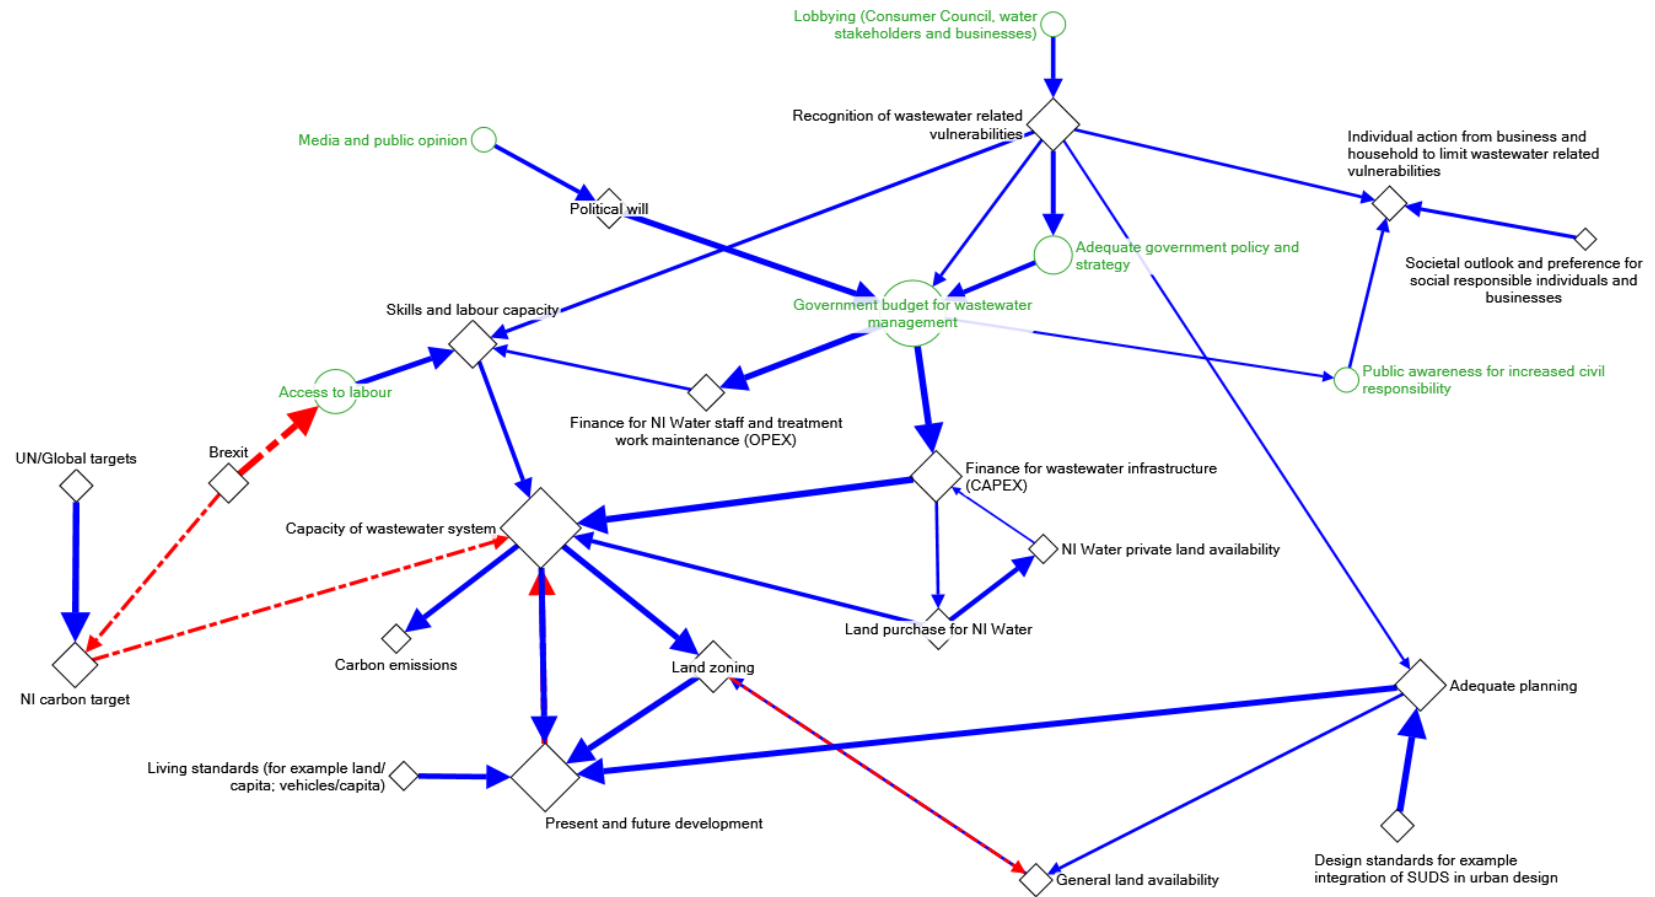 Lobbying (Consumer Council, water
stakeholders and businesses)
Recognition of wastewater related
vulnerabilities
Media and public opinion
Individual action from business and
household to limit wastewater related
vulnerabilities
Political will
Adequate government policy and
strategy
Societal outlook and preference for
social responsible individuals and
businesses
Government budget for wastewater
management
Skills and labour capacity
Access to labour
Public awareness for increased civil
responsibility
Finance for NI Water staff and treatment
work maintenance (OPEX)
UN/Global targets
Brexit
Finance for wastewater infrastructure
(CAPEX)
Capacity of wastewater system
NI Water private land availability
Land purchase for NI Water
Carbon emissions
Land zoning
NI carbon target
Adequate planning
Living standards (for example land/
capita; vehicles/capita)
Present and future development
General land availability
Design standards for example
integration of SUDS in urban design